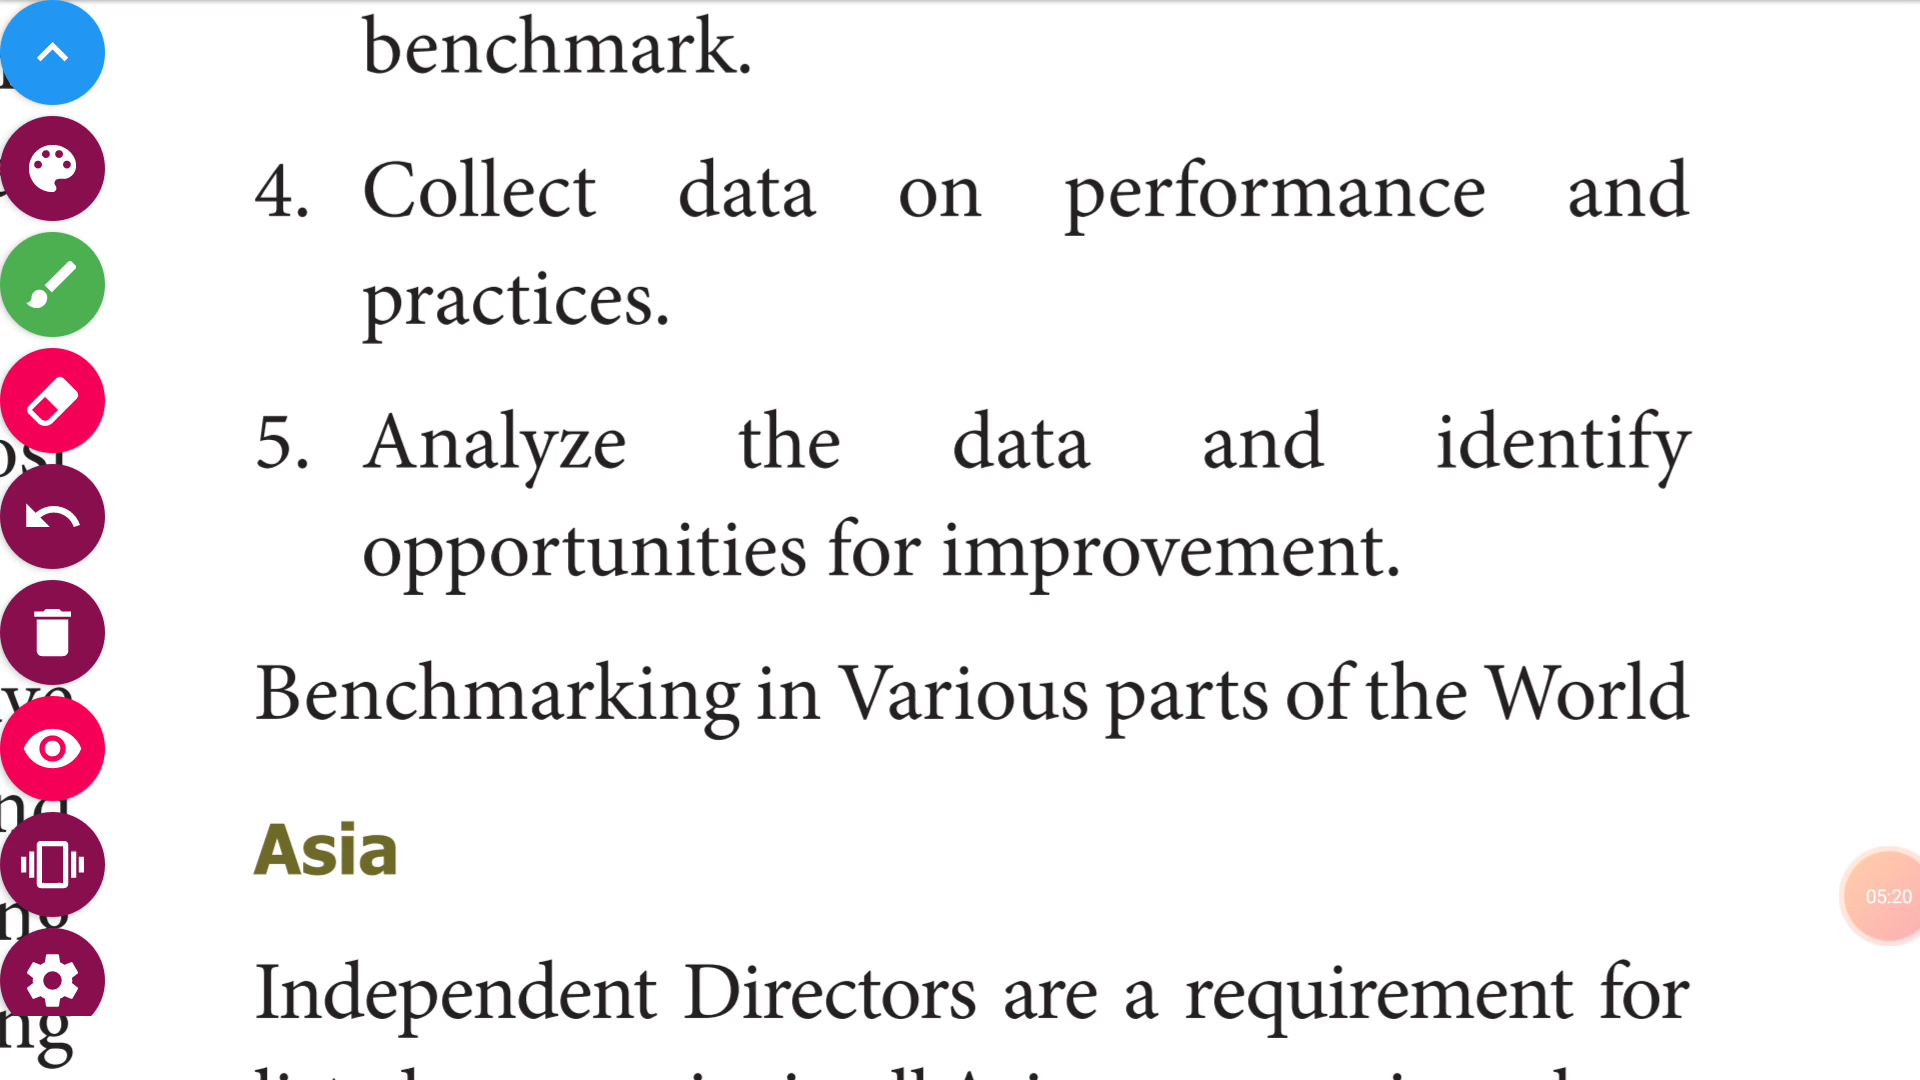 benchmark.
4. Collect data on performance and
practices.
5. Analyze the data and identify
opportunities for improvement.
Benchmarking in Various parts of the World
Asia
05:20
Independent Directors are a requirement for